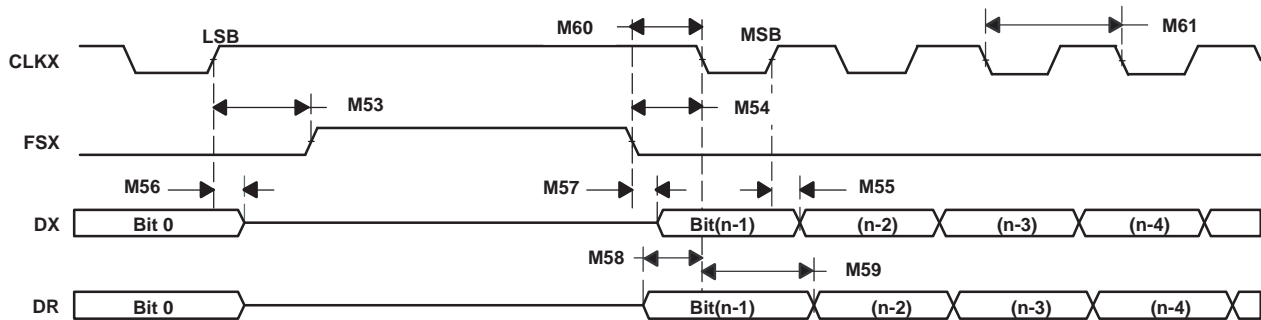 LSB M60 MSB M61
CLKX
M53 M54
FSX
M56 M57 M55
DX Bit 0 Bit(n-1) (n-2) (n-3) (n-4)
M58 M59
DR Bit 0 Bit(n-1) (n-2) (n-3) (n-4)